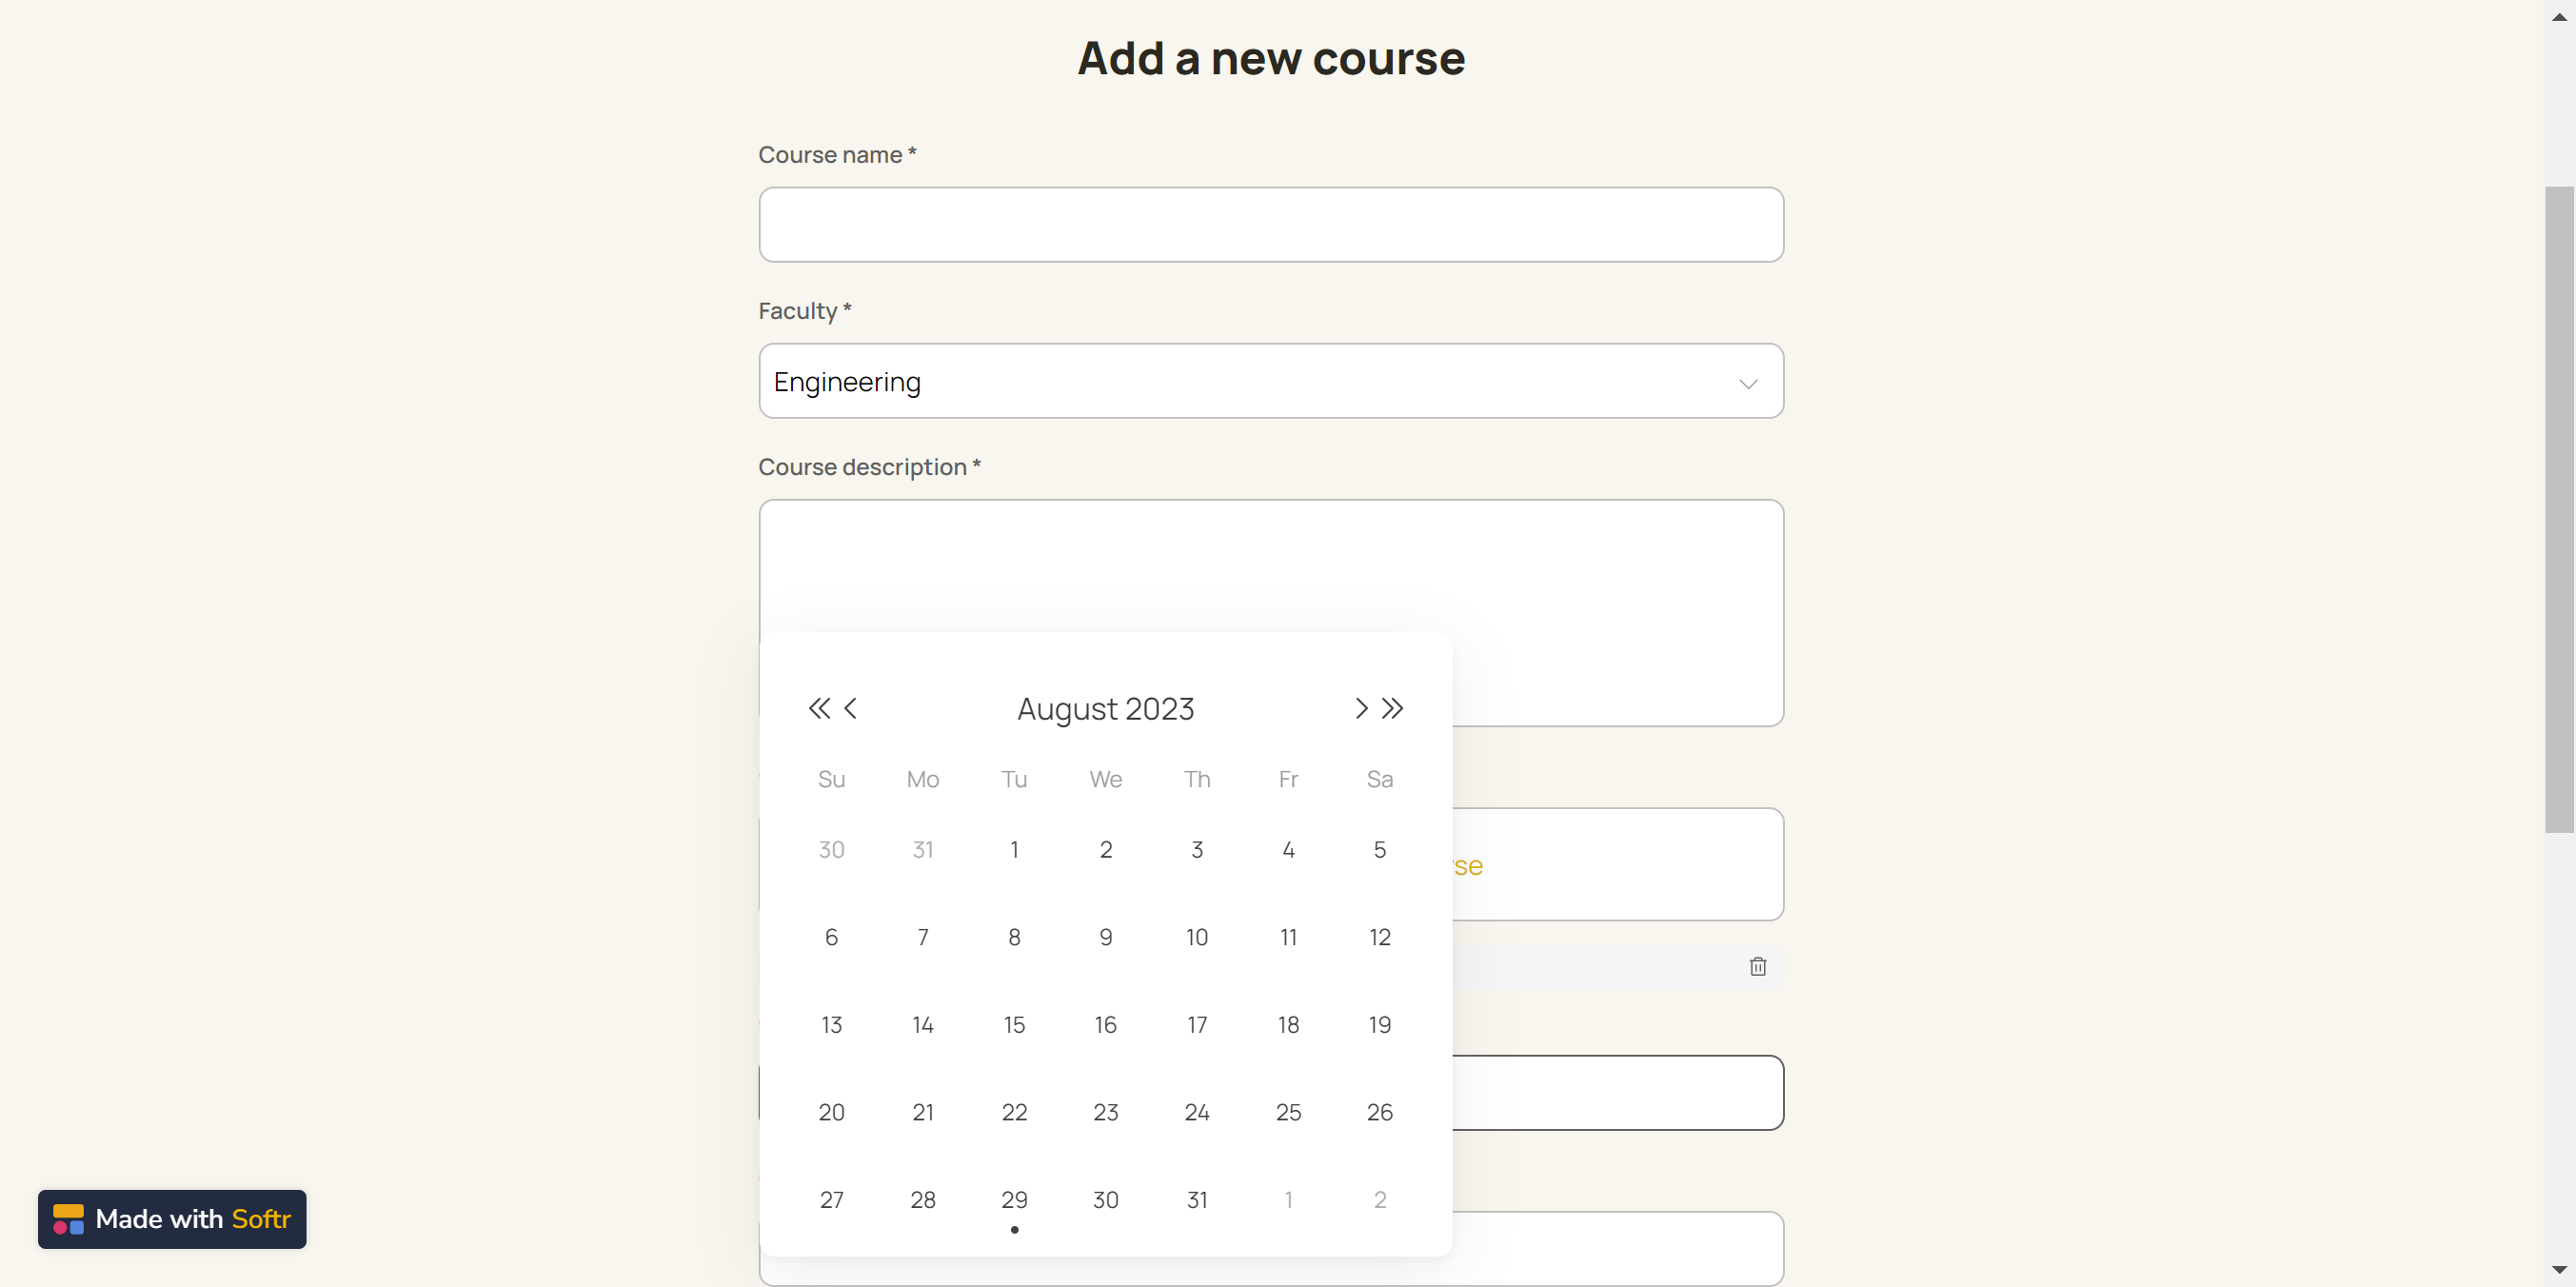 Add a new course
Course name *
Faculty *
Engineering
Course description *
August 2023
Su Mo Tu We Th Fr Sa
30 31 1 2 3 4 5
se
6 7 8 9 10 11 12
13 14 15 16 17 18 19
20 21 22 23 24 25 26
27 28 29 30 31 1 2
Made with Softr